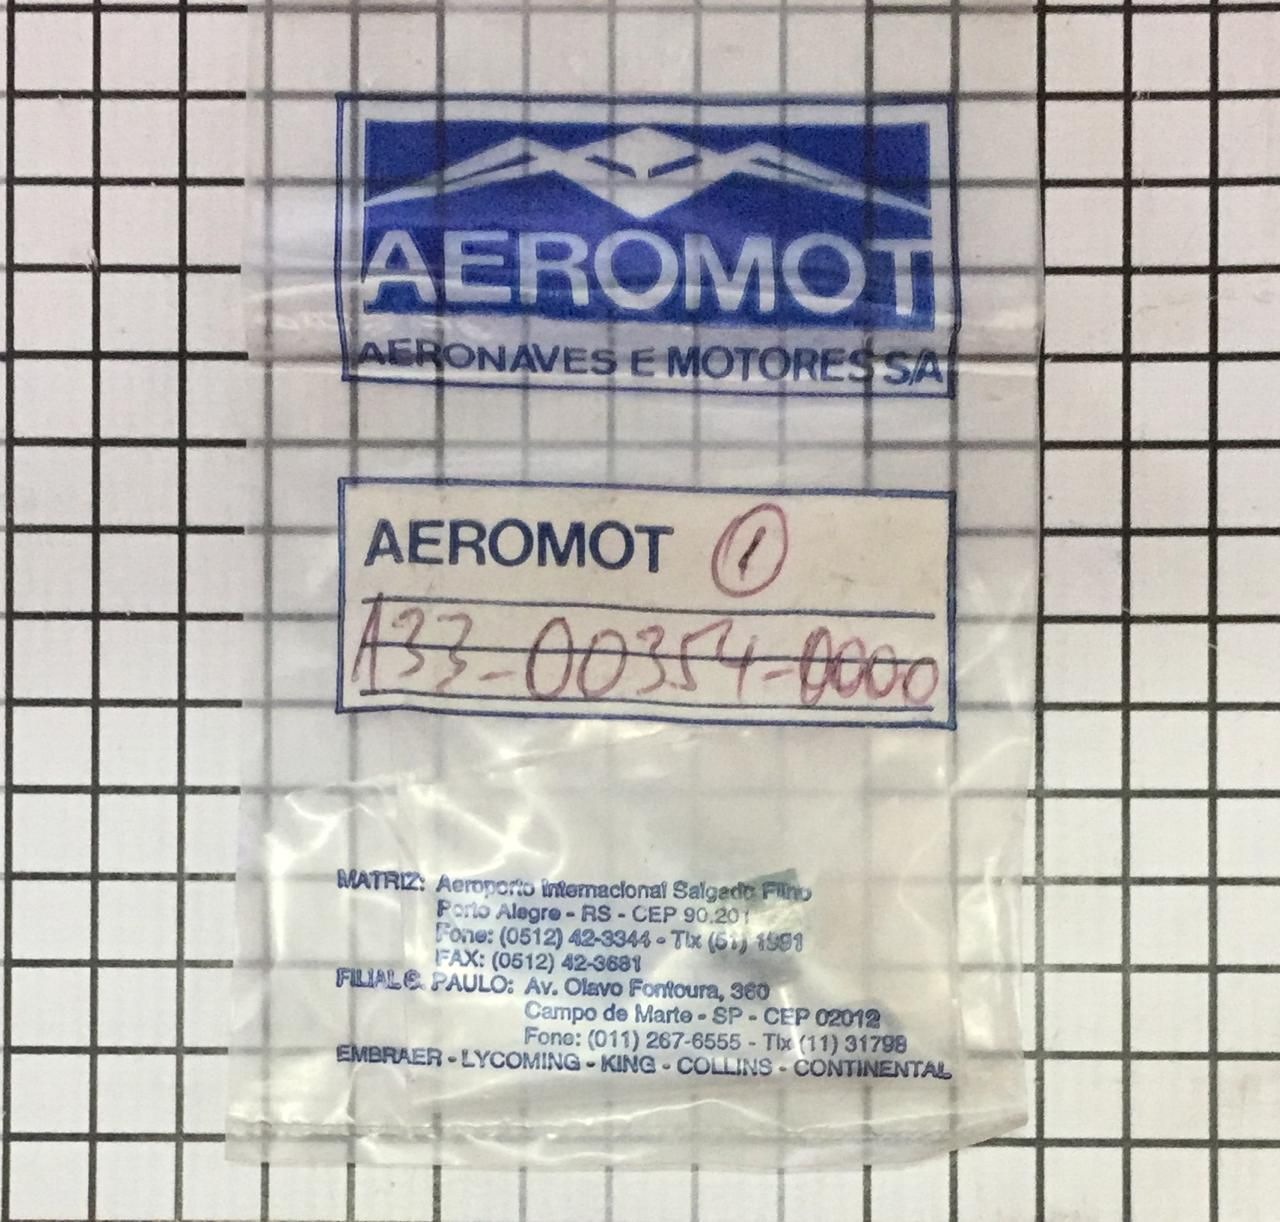 AEROMOT
AERONAVES E MOTORES S/A
AEROMOT 1
A33-00354-0000
MATRIZ: Aeroporto Internacional Salgado Filho
Porto Alegre - RS - CEP 90.201
Fone: (0512) 42-3344 - Tlx (51) 1591
FAX: (0512) 42-3681
FILIAL S. PAULO: Av. Olavo Fontoura, 360
Campo de Marte - SP - CEP 02012
Fone: (011) 267-6555 - Tlx (11) 31798
EMBRAER - LYCOMING - KING - COLLINS - CONTINENTAL